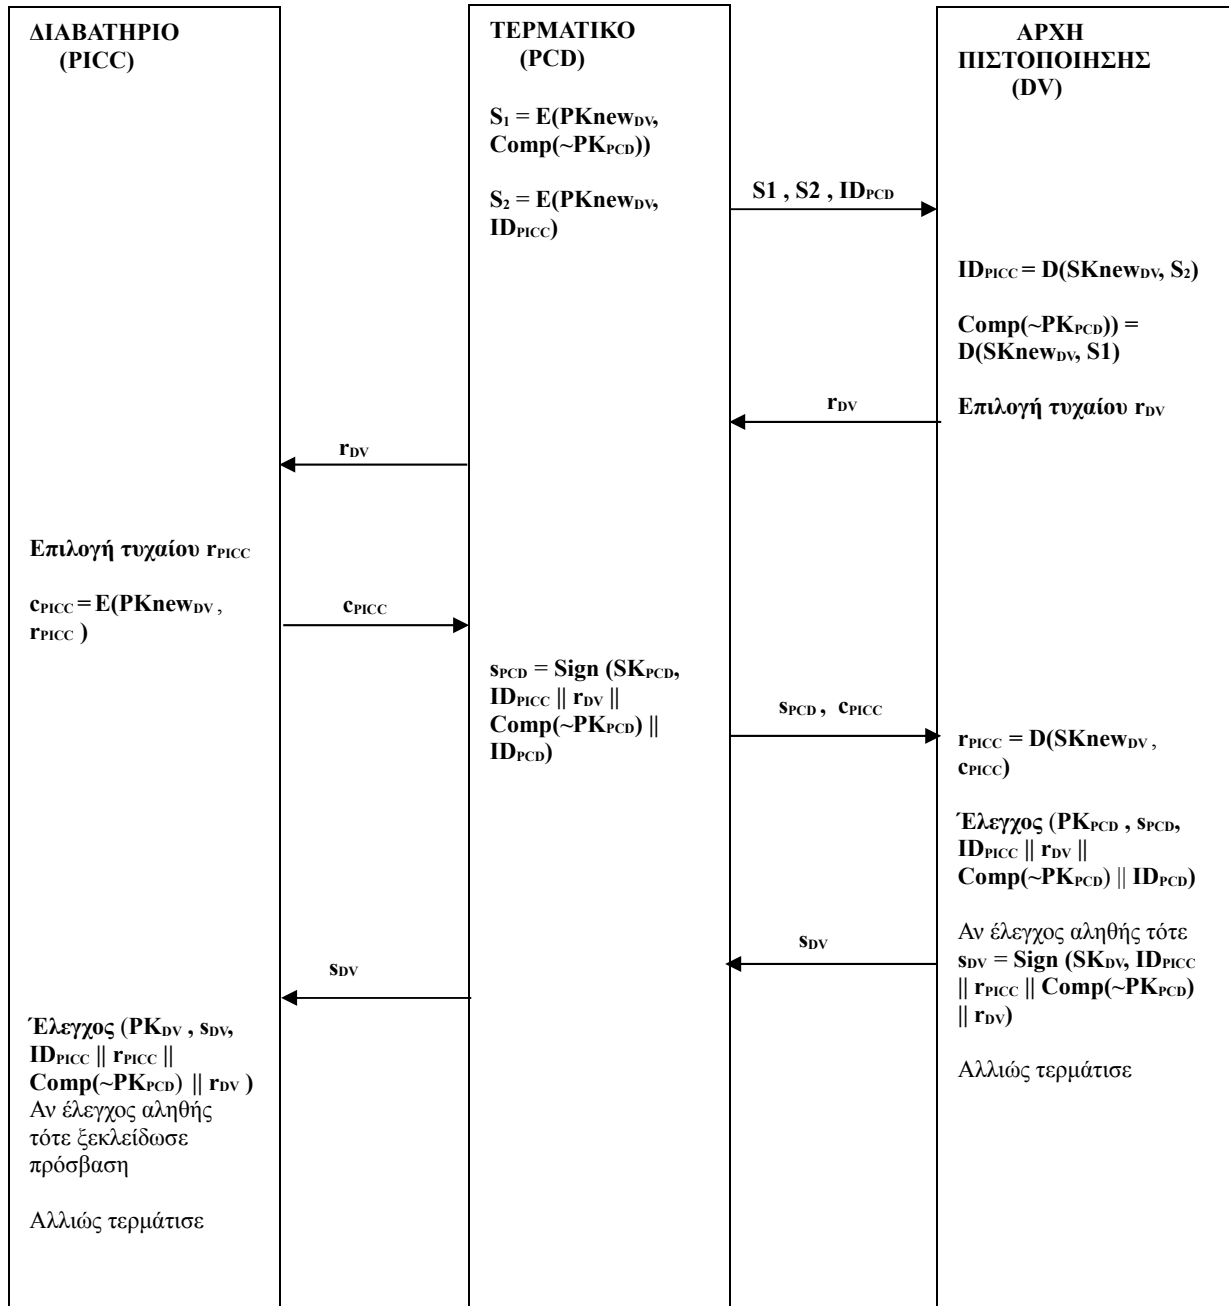 ΔΙΑΒΑΤΗΡΙΟ
(PICC)
ΤΕΡΜΑΤΙΚΟ
(PCD)
ΑΡΧΗ
ΠΙΣΤΟΠΟΙΗΣΗΣ
(DV)
S₁ = E(PKnewDV,
Comp(~PKPCD))
S₂ = E(PKnewDV,
IDPICC)
S1 , S2 , IDPCD
IDPICC = D(SKnewDV, S₂)
Comp(~PKPCD)) =
D(SKnewDV, S1)
Επιλογή τυχαίου rDV
rDV
rDV
Επιλογή τυχαίου rPICC
cPICC = E(PKnewDV ,
rPICC )
cPICC
sPCD = Sign (SKPCD,
IDPICC || rDV ||
Comp(~PKPCD) ||
IDPCD)
sPCD , cPICC
rPICC = D(SKnewDV ,
cPICC)
Έλεγχος (PKPCD , sPCD,
IDPICC || rDV ||
Comp(~PKPCD) || IDPCD)
Αν έλεγχος αληθής τότε
sDV = Sign (SKDV, IDPICC
|| rPICC || Comp(~PKPCD)
|| rDV)
Αλλιώς τερμάτισε
sDV
sDV
Έλεγχος (PKDV , sDV,
IDPICC || rPICC ||
Comp(~PKPCD) || rDV )
Αν έλεγχος αληθής
τότε ξεκλείδωσε
πρόσβαση
Αλλιώς τερμάτισε